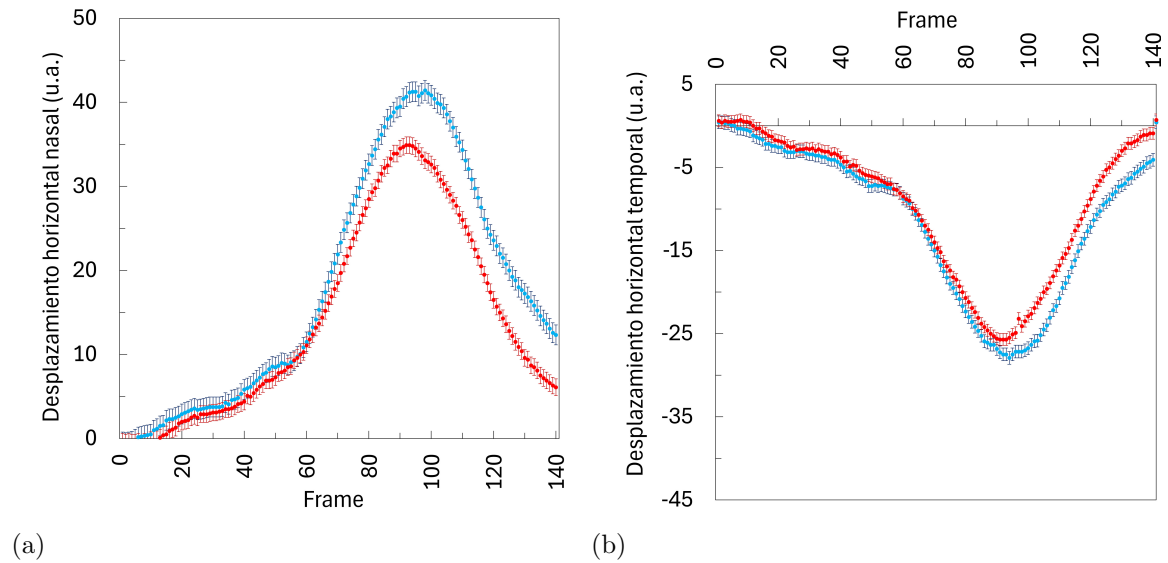 Desplazamiento horizontal nasal (u.a.)
50
40
30
20
10
0
0 20 40 60 80 100 120 140
Frame
(a)
Frame
0 20 40 60 80 100 120 140
Desplazamiento horizontal temporal (u.a.)
5
-5
-15
-25
-35
-45
(b)